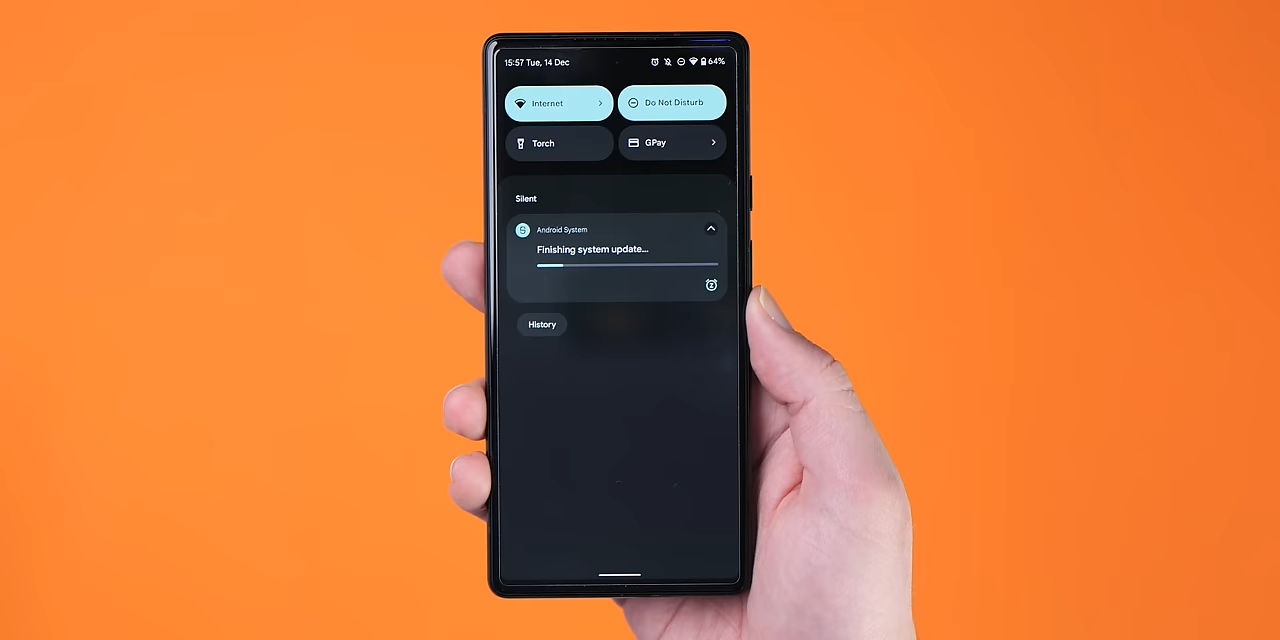 15:57 Tue, 14 Dec 64%
Internet
Do Not Disturb
Torch
GPay
Silent
Android System
Finishing system update...
History